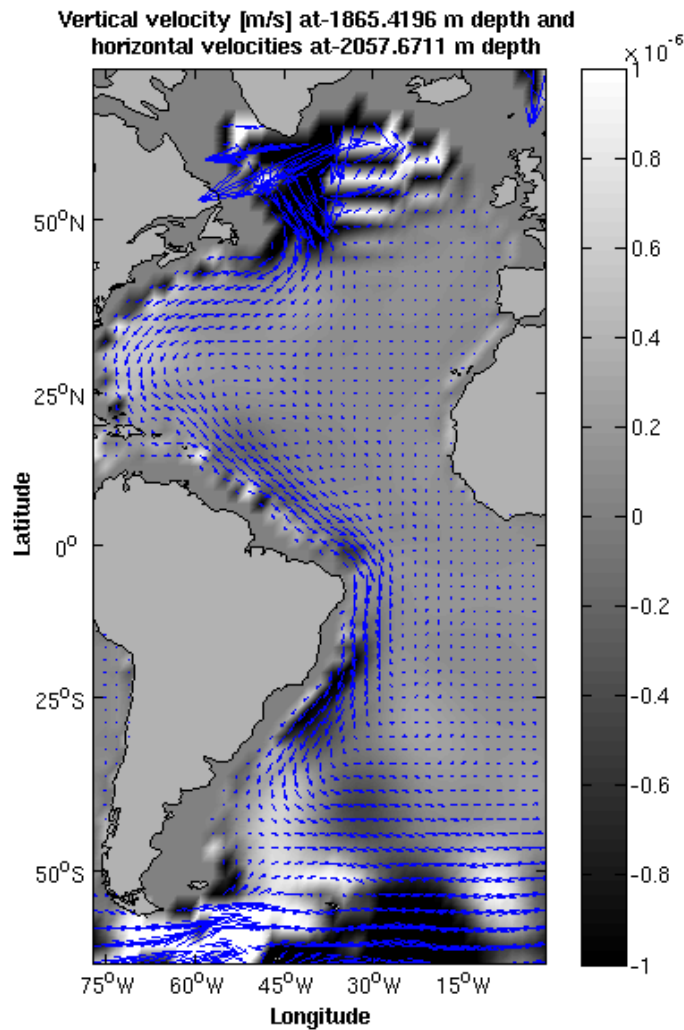 Vertical velocity [m/s] at-1865.4196 m depth and
horizontal velocities at-2057.6711 m depth
x 10^-6
1
0.8
0.6
0.4
0.2
0
-0.2
-0.4
-0.6
-0.8
-1
50°N
25°N
0°
25°S
50°S
Latitude
75°W 60°W 45°W 30°W 15°W
Longitude